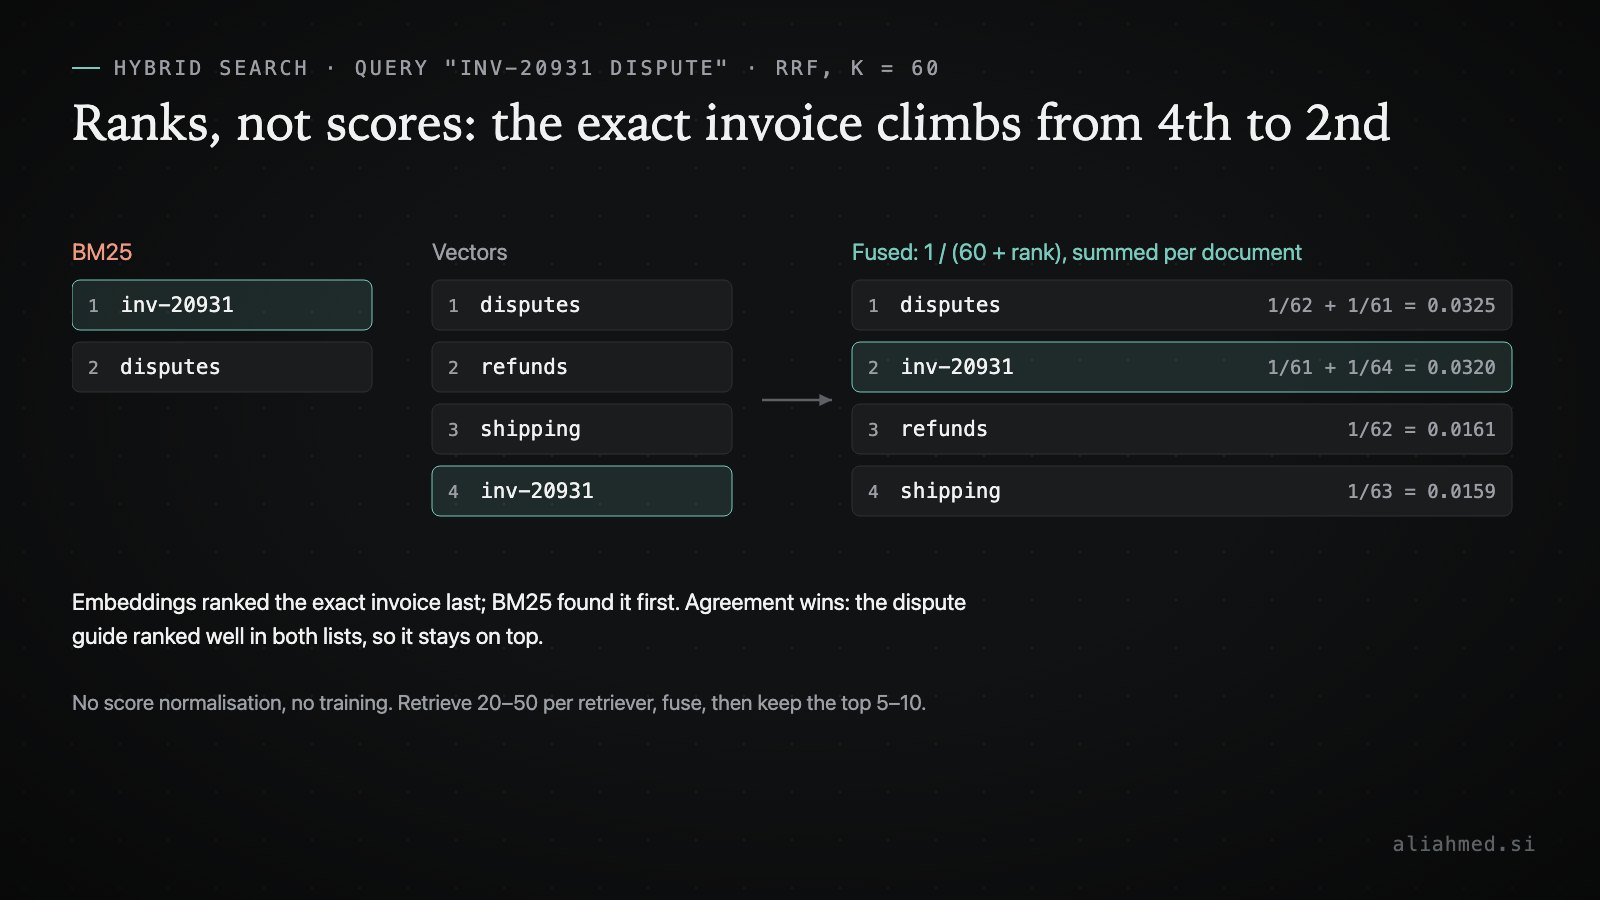 HYBRID SEARCH · QUERY "INV-20931 DISPUTE" · RRF, K = 60
Ranks, not scores: the exact invoice climbs from 4th to 2nd
BM25
1 inv-20931
2 disputes
Vectors
1 disputes
2 refunds
3 shipping
4 inv-20931
Fused: 1 / (60 + rank), summed per document
1 disputes 1/62 + 1/61 = 0.0325
2 inv-20931 1/61 + 1/64 = 0.0320
3 refunds 1/62 = 0.0161
4 shipping 1/63 = 0.0159
Embeddings ranked the exact invoice last; BM25 found it first. Agreement wins: the dispute
guide ranked well in both lists, so it stays on top.
No score normalisation, no training. Retrieve 20–50 per retriever, fuse, then keep the top 5–10.
aliahmed.si